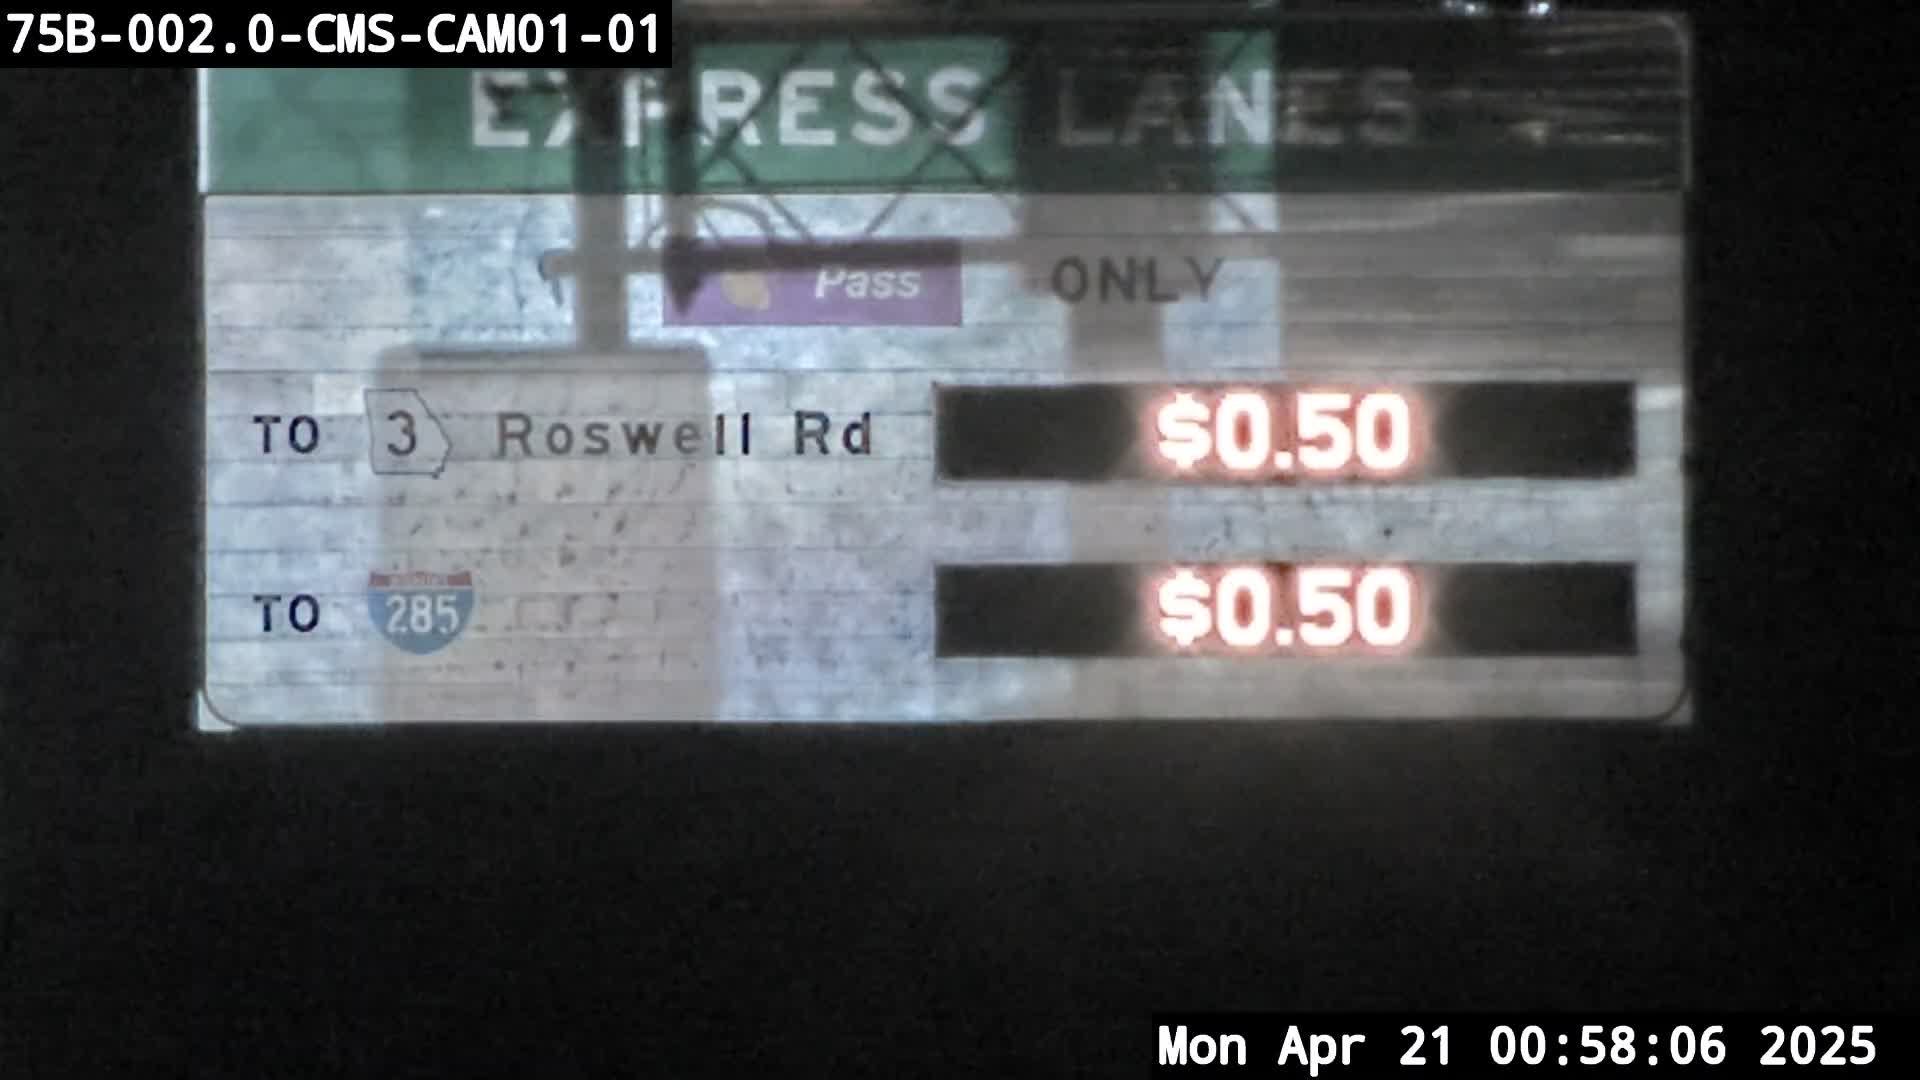 75B-002.0-CMS-CAM01-01
EXPRESS LANES
Pass ONLY
TO 3 Roswell Rd $0.50
TO 285 $0.50
Mon Apr 21 00:58:06 2025